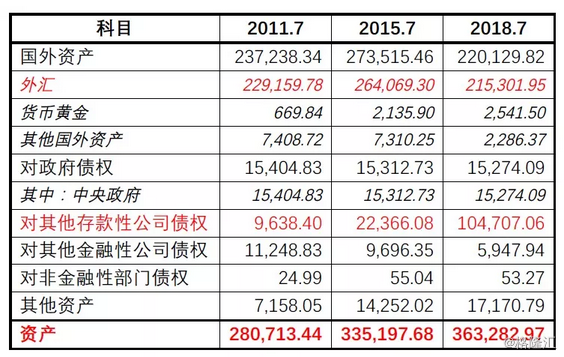 科目 2011.7 2015.7 2018.7
国外资产 237,238.34 273,515.46 220,129.82
外汇 229,159.78 264,069.30 215,301.95
货币黄金 669.84 2,135.90 2,541.50
其他国外资产 7,408.72 7,310.25 2,286.37
对政府债权 15,404.83 15,312.73 15,274.09
其中：中央政府 15,404.83 15,312.73 15,274.09
对其他存款性公司债权 9,638.40 22,366.08 104,707.06
对其他金融性公司债权 11,248.83 9,696.35 5,947.94
对非金融性部门债权 24.99 55.04 53.27
其他资产 7,158.05 14,252.02 17,170.79
资产 280,713.44 335,197.68 363,282.97
@格隆汇